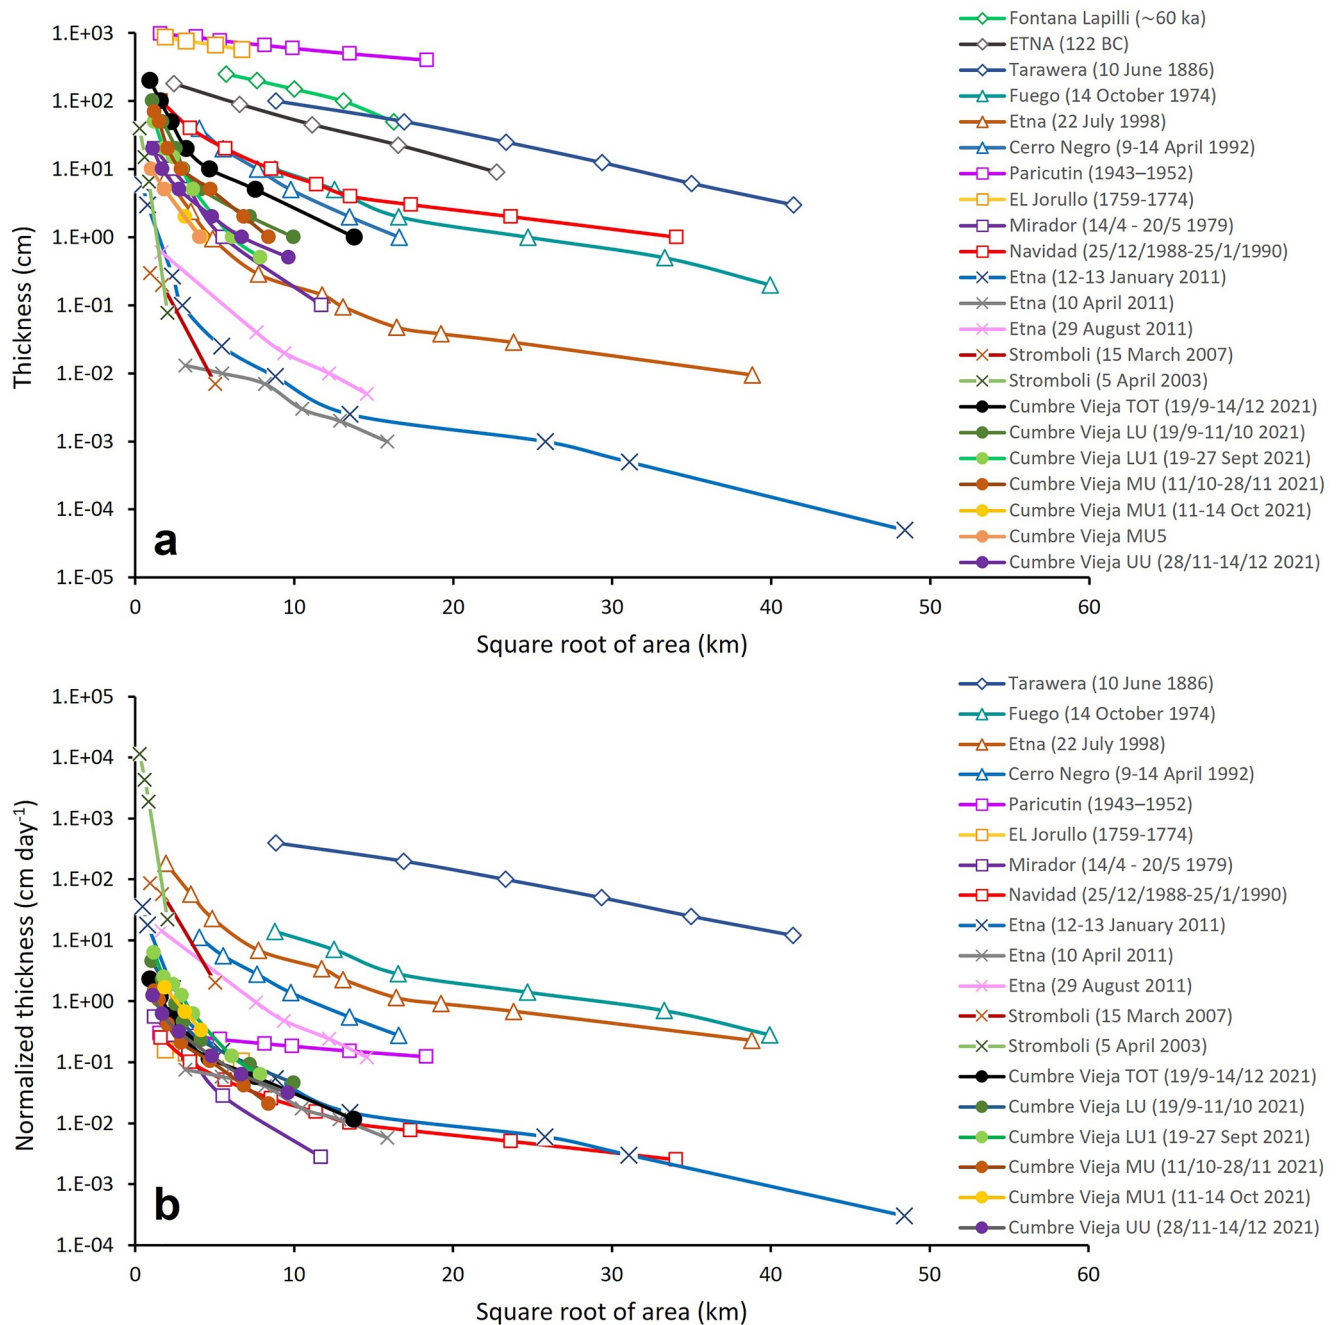 1.E+03
1.E+02
1.E+01
1.E+00
1.E-01
1.E-02
1.E-03
1.E-04
1.E-05
Thickness (cm)
0 10 20 30 40 50 60
Square root of area (km)
a
Fontana Lapilli (~60 ka)
ETNA (122 BC)
Tarawera (10 June 1886)
Fuego (14 October 1974)
Etna (22 July 1998)
Cerro Negro (9-14 April 1992)
Paricutin (1943–1952)
EL Jorullo (1759-1774)
Mirador (14/4 - 20/5 1979)
Navidad (25/12/1988-25/1/1990)
Etna (12-13 January 2011)
Etna (10 April 2011)
Etna (29 August 2011)
Stromboli (15 March 2007)
Stromboli (5 April 2003)
Cumbre Vieja TOT (19/9-14/12 2021)
Cumbre Vieja LU (19/9-11/10 2021)
Cumbre Vieja LU1 (19-27 Sept 2021)
Cumbre Vieja MU (11/10-28/11 2021)
Cumbre Vieja MU1 (11-14 Oct 2021)
Cumbre Vieja MU5
Cumbre Vieja UU (28/11-14/12 2021)
1.E+05
1.E+04
1.E+03
1.E+02
1.E+01
1.E+00
1.E-01
1.E-02
1.E-03
1.E-04
Normalized thickness (cm day⁻¹)
0 10 20 30 40 50 60
Square root of area (km)
b
Tarawera (10 June 1886)
Fuego (14 October 1974)
Etna (22 July 1998)
Cerro Negro (9-14 April 1992)
Paricutin (1943–1952)
EL Jorullo (1759-1774)
Mirador (14/4 - 20/5 1979)
Navidad (25/12/1988-25/1/1990)
Etna (12-13 January 2011)
Etna (10 April 2011)
Etna (29 August 2011)
Stromboli (15 March 2007)
Stromboli (5 April 2003)
Cumbre Vieja TOT (19/9-14/12 2021)
Cumbre Vieja LU (19/9-11/10 2021)
Cumbre Vieja LU1 (19-27 Sept 2021)
Cumbre Vieja MU (11/10-28/11 2021)
Cumbre Vieja MU1 (11-14 Oct 2021)
Cumbre Vieja UU (28/11-14/12 2021)